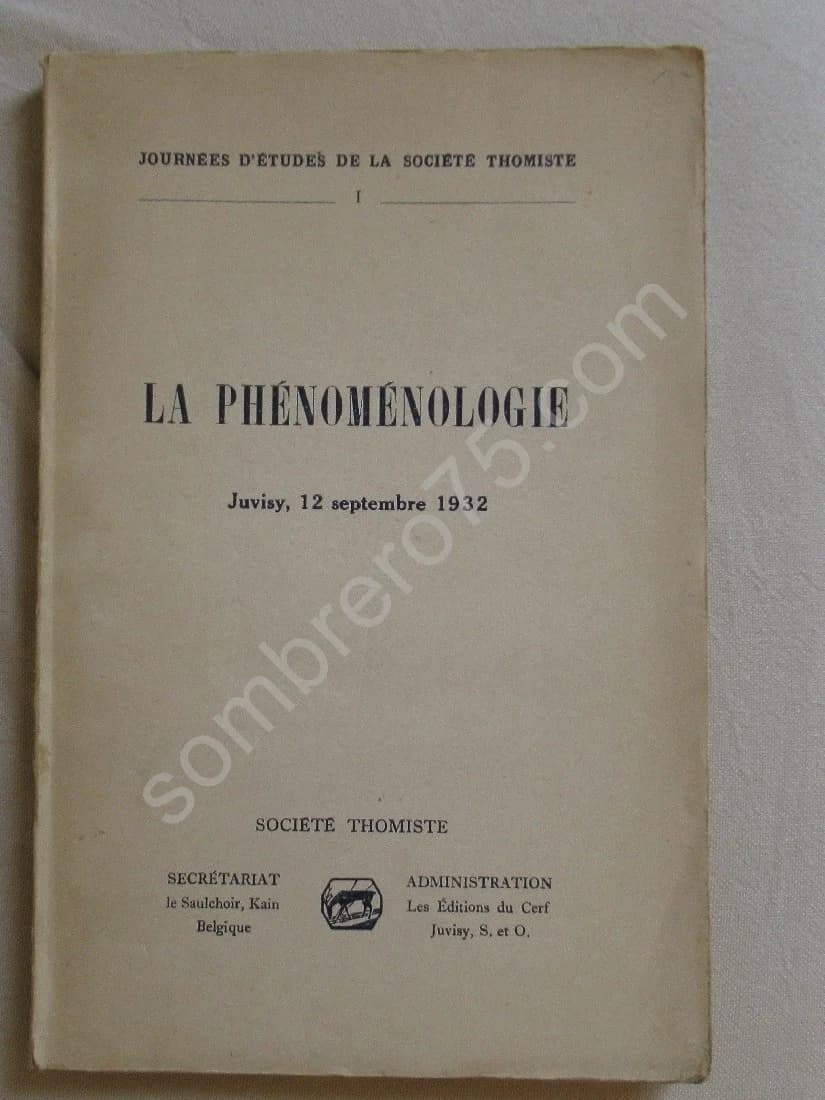 JOURNÉES D'ÉTUDES DE LA SOCIÉTÉ THOMISTE
I
LA PHÉNOMÉNOLOGIE
Juvisy, 12 septembre 1932
sombrero75.com
SOCIÉTÉ THOMISTE
SECRÉTARIAT
le Saulchoir, Kain
Belgique
ADMINISTRATION
Les Éditions du Cerf
Juvisy, S. et O.